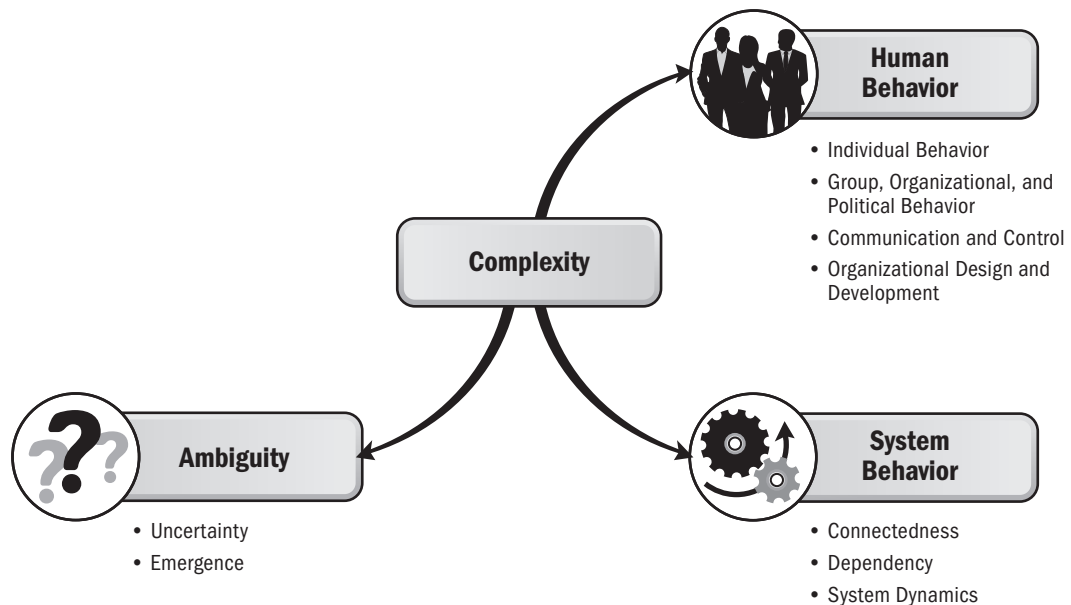 Human
Behavior
• Individual Behavior
• Group, Organizational, and
Political Behavior
• Communication and Control
• Organizational Design and
Development
Complexity
Ambiguity
• Uncertainty
• Emergence
System
Behavior
• Connectedness
• Dependency
• System Dynamics